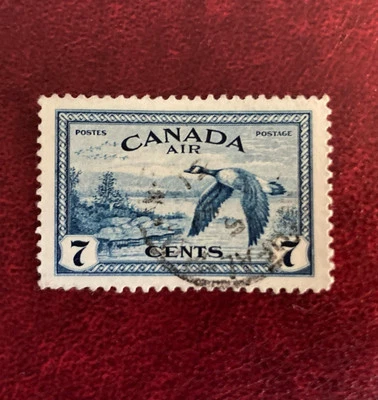 POSTES POSTAGE
CANADA
AIR
7 CENTS 7